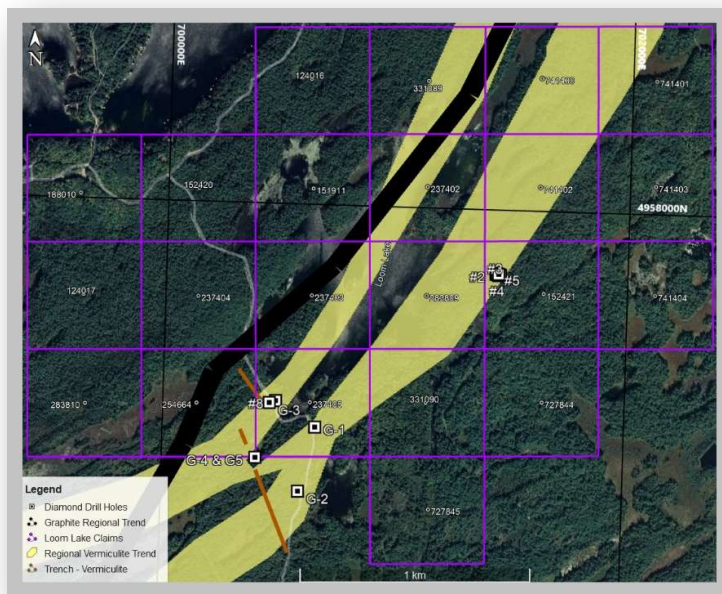 N
700000E
702000E
124016
331089
741400
741401
188010
152420
151911
237402
741402
741403
4958000N
124017
237404
237403
Loom Lake
#3
#2
#5
#4
152421
741404
283810
254664
#8
G-3
237405
331090
727844
G-1
G-4 & G5
G-2
727845
Legend
Diamond Drill Holes
Graphite Regional Trend
Loom Lake Claims
Regional Vermiculite Trend
Trench - Vermiculite
1 km